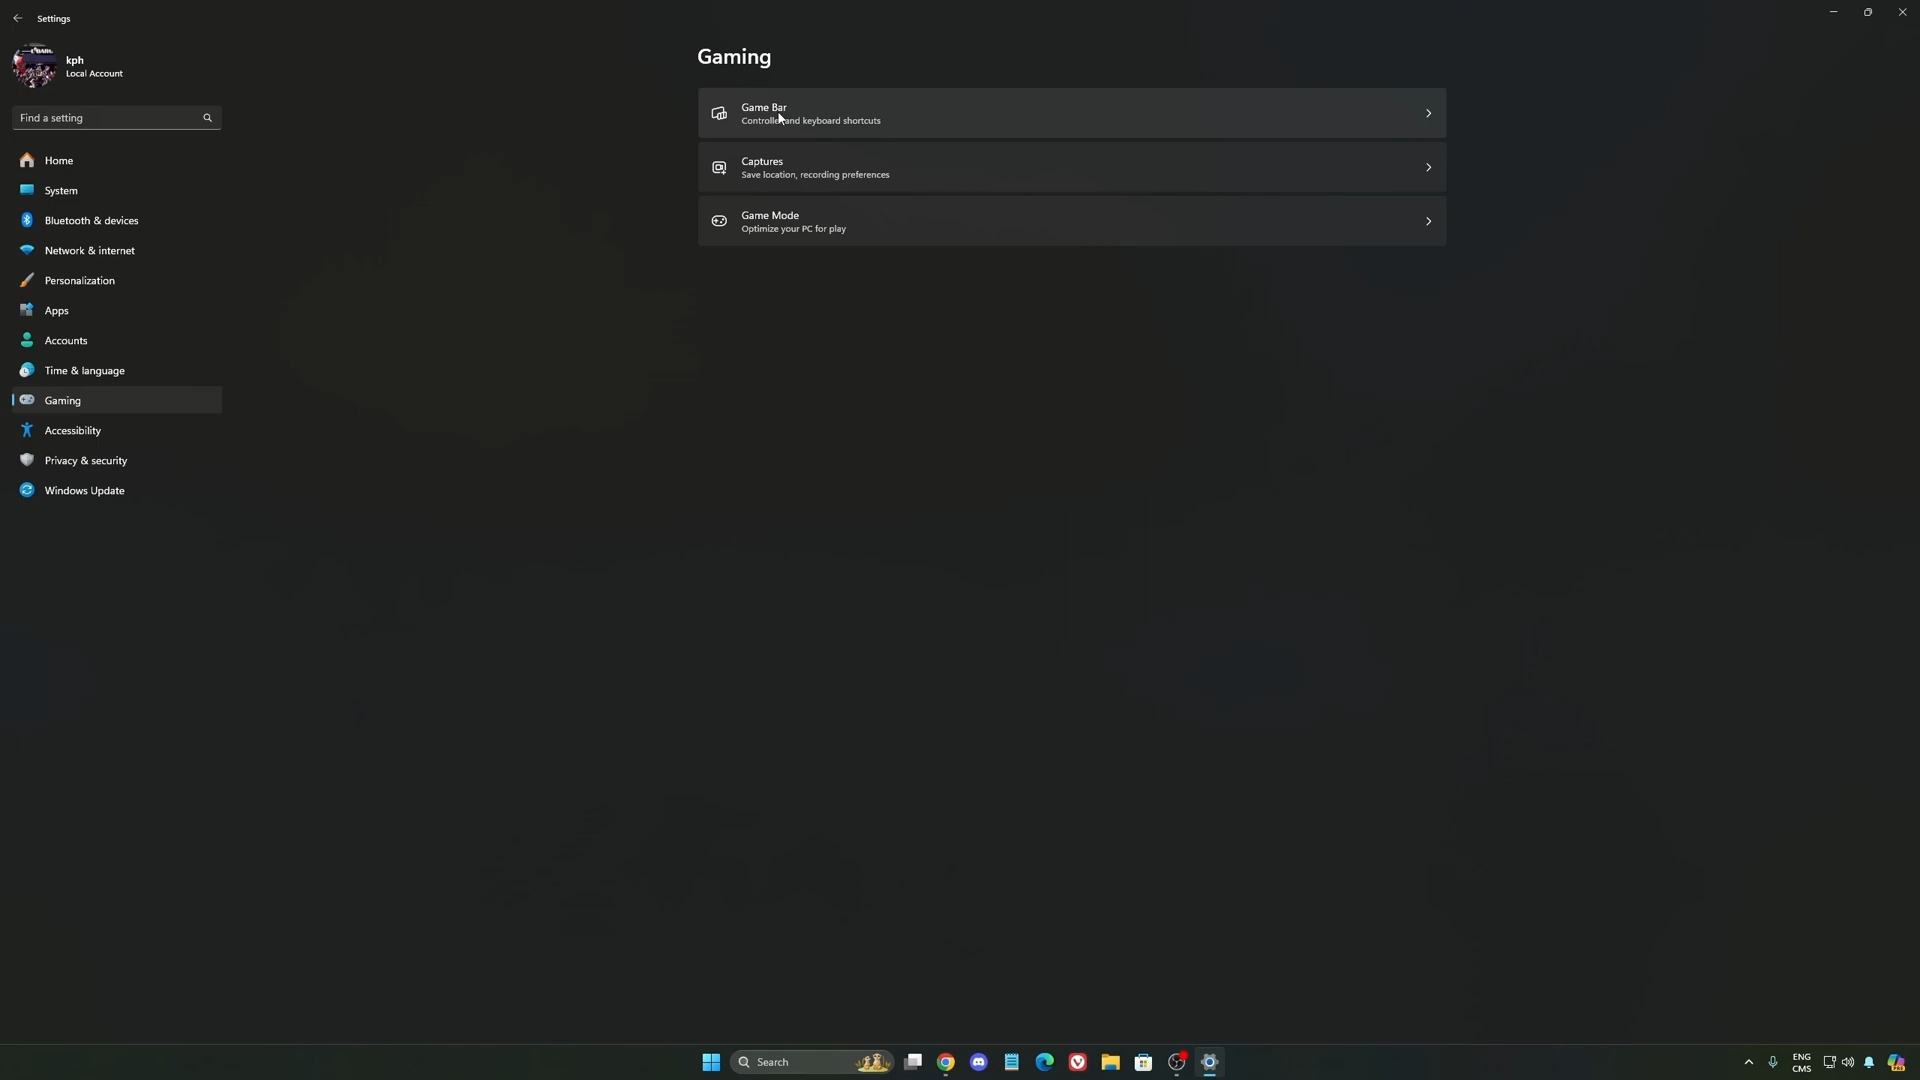 Settings
kph
Local Account
Find a setting
Home
System
Bluetooth & devices
Network & internet
Personalization
Apps
Accounts
Time & language
Gaming
Accessibility
Privacy & security
Windows Update
Gaming
Game Bar
Controller and keyboard shortcuts
Captures
Save location, recording preferences
Game Mode
Optimize your PC for play
Search
ENG
CMS